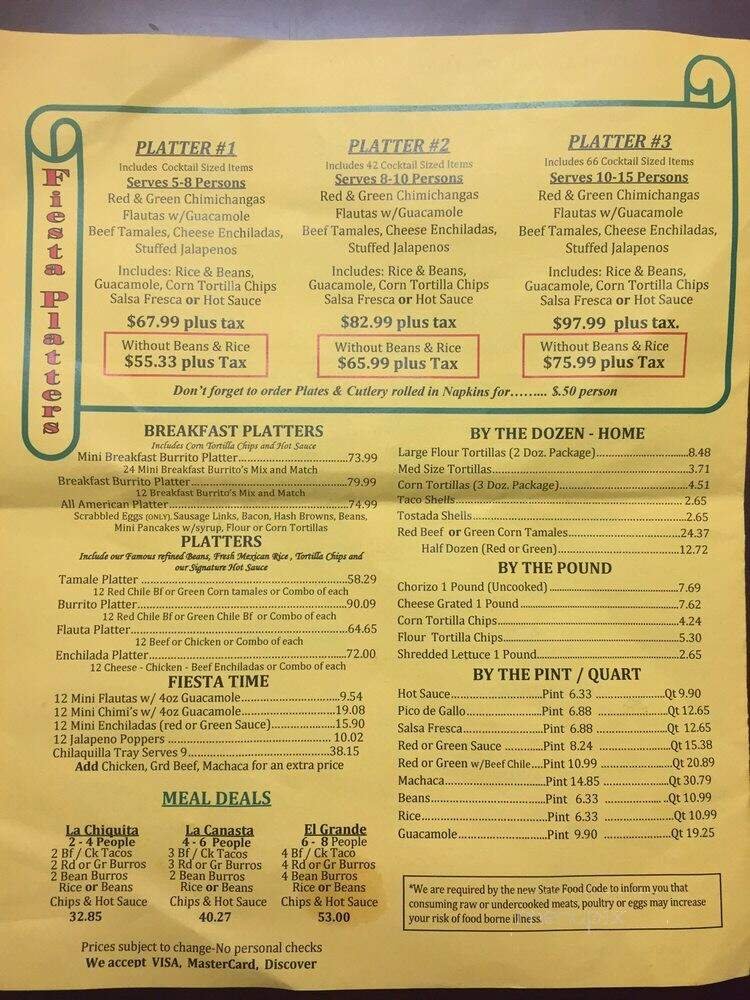 Fiesta Platters
PLATTER #1
Includes Cocktail Sized Items
Serves 5-8 Persons
Red & Green Chimichangas
Flautas w/Guacamole
Beef Tamales, Cheese Enchiladas,
Stuffed Jalapenos
Includes: Rice & Beans,
Guacamole, Corn Tortilla Chips
Salsa Fresca or Hot Sauce
$67.99 plus tax
Without Beans & Rice
$55.33 plus Tax
PLATTER #2
Includes 42 Cocktail Sized Items
Serves 8-10 Persons
Red & Green Chimichangas
Flautas w/Guacamole
Beef Tamales, Cheese Enchiladas,
Stuffed Jalapenos
Includes: Rice & Beans,
Guacamole, Corn Tortilla Chips
Salsa Fresca or Hot Sauce
$82.99 plus tax
Without Beans & Rice
$65.99 plus Tax
PLATTER #3
Includes 66 Cocktail Sized Items
Serves 10-15 Persons
Red & Green Chimichangas
Flautas w/Guacamole
Beef Tamales, Cheese Enchiladas,
Stuffed Jalapenos
Includes: Rice & Beans,
Guacamole, Corn Tortilla Chips
Salsa Fresca or Hot Sauce
$97.99 plus tax.
Without Beans & Rice
$75.99 plus Tax
Don't forget to order Plates & Cutlery rolled in Napkins for......... $.50 person
BREAKFAST PLATTERS
Includes Corn Tortilla Chips and Hot Sauce
Mini Breakfast Burrito Platter.....................73.99
24 Mini Breakfast Burrito's Mix and Match
Breakfast Burrito Platter..............................79.99
12 Breakfast Burrito's Mix and Match
All American Platter....................................74.99
Scrabbled Eggs (ONLY), Sausage Links, Bacon, Hash Browns, Beans,
Mini Pancakes w/syrup, Flour or Corn Tortillas
PLATTERS
Include our Famous refined Beans, Fresh Mexican Rice , Tortilla Chips and
our Signature Hot Sauce
Tamale Platter ........................................58.29
12 Red Chile Bf or Green Corn tamales or Combo of each
Burrito Platter.........................................90.09
12 Red Chile Bf or Green Chile Bf or Combo of each
Flauta Platter..........................................64.65
12 Beef or Chicken or Combo of each
Enchilada Platter....................................72.00
12 Cheese - Chicken - Beef Enchiladas or Combo of each
FIESTA TIME
12 Mini Flautas w/ 4oz Guacamole...................9.54
12 Mini Chimi's w/ 4oz Guacamole..................19.08
12 Mini Enchiladas (red or Green Sauce)............15.90
12 Jalapeno Poppers ................................. 10.02
Chilaquilla Tray Serves 9............................38.15
Add Chicken, Grd Beef, Machaca for an extra price
MEAL DEALS
La Chiquita
2 - 4 People
2 Bf / Ck Tacos
2 Rd or Gr Burros
2 Bean Burros
Rice or Beans
Chips & Hot Sauce
32.85
La Canasta
4 - 6 People
3 Bf / Ck Tacos
3 Rd or Gr Burros
2 Bean Burros
Rice or Beans
Chips & Hot Sauce
40.27
El Grande
6 - 8 People
4 Bf / Ck Taco
4 Rd or Gr Burros
4 Bean Burros
Rice or Beans
Chips & Hot Sauce
53.00
Prices subject to change-No personal checks
We accept VISA, MasterCard, Discover
BY THE DOZEN - HOME
Large Flour Tortillas (2 Doz. Package)....................8.48
Med Size Tortillas..........................................3.71
Corn Tortillas (3 Doz. Package)............................4.51
Taco Shells.................................................. 2.65
Tostada Shells...............................................2.65
Red Beef or Green Corn Tamales..........................24.37
Half Dozen (Red or Green)..............................12.72
BY THE POUND
Chorizo 1 Pound (Uncooked) ..............................7.69
Cheese Grated 1 Pound ....................................7.62
Corn Tortilla Chips..........................................4.24
Flour Tortilla Chips.........................................5.30
Shredded Lettuce 1 Pound.................................2.65
BY THE PINT / QUART
Hot Sauce.....................Pint 6.33 .................Qt 9.90
Pico de Gallo..................Pint 6.88 .................Qt 12.65
Salsa Fresca...................Pint 6.88 .................Qt 12.65
Red or Green Sauce ..........Pint 8.24 .................Qt 15.38
Red or Green w/Beef Chile....Pint 10.99 .................Qt 20.89
Machaca.......................Pint 14.85 .................Qt 30.79
Beans..........................Pint 6.33 .................Qt 10.99
Rice............................Pint 6.33 .................Qt 10.99
Guacamole....................Pint 9.90 .................Qt 19.25
*We are required by the new State Food Code to inform you that
consuming raw or undercooked meats, poultry or eggs may increase
your risk of food borne illness.